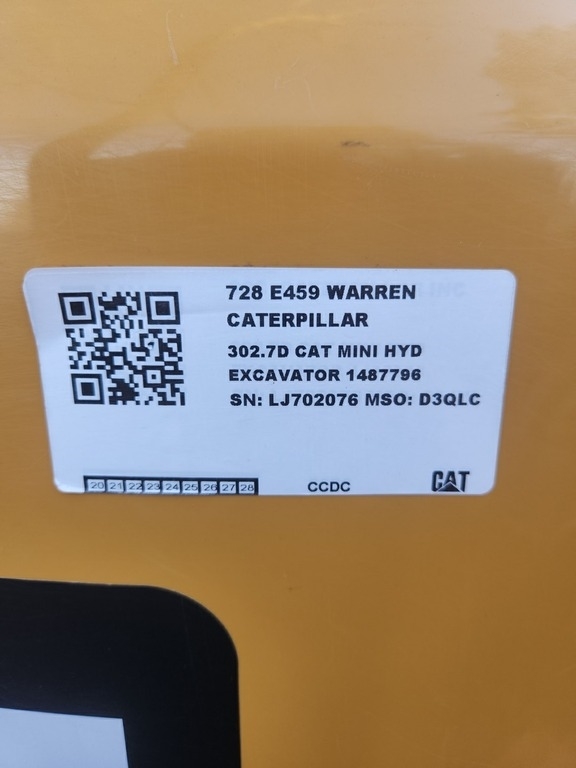 728 E459 WARREN
CATERPILLAR
302.7D CAT MINI HYD
EXCAVATOR 1487796
SN: LJ702076 MSO: D3QLC
20 21 22 23 24 25 26 27 28
CCDC
CAT